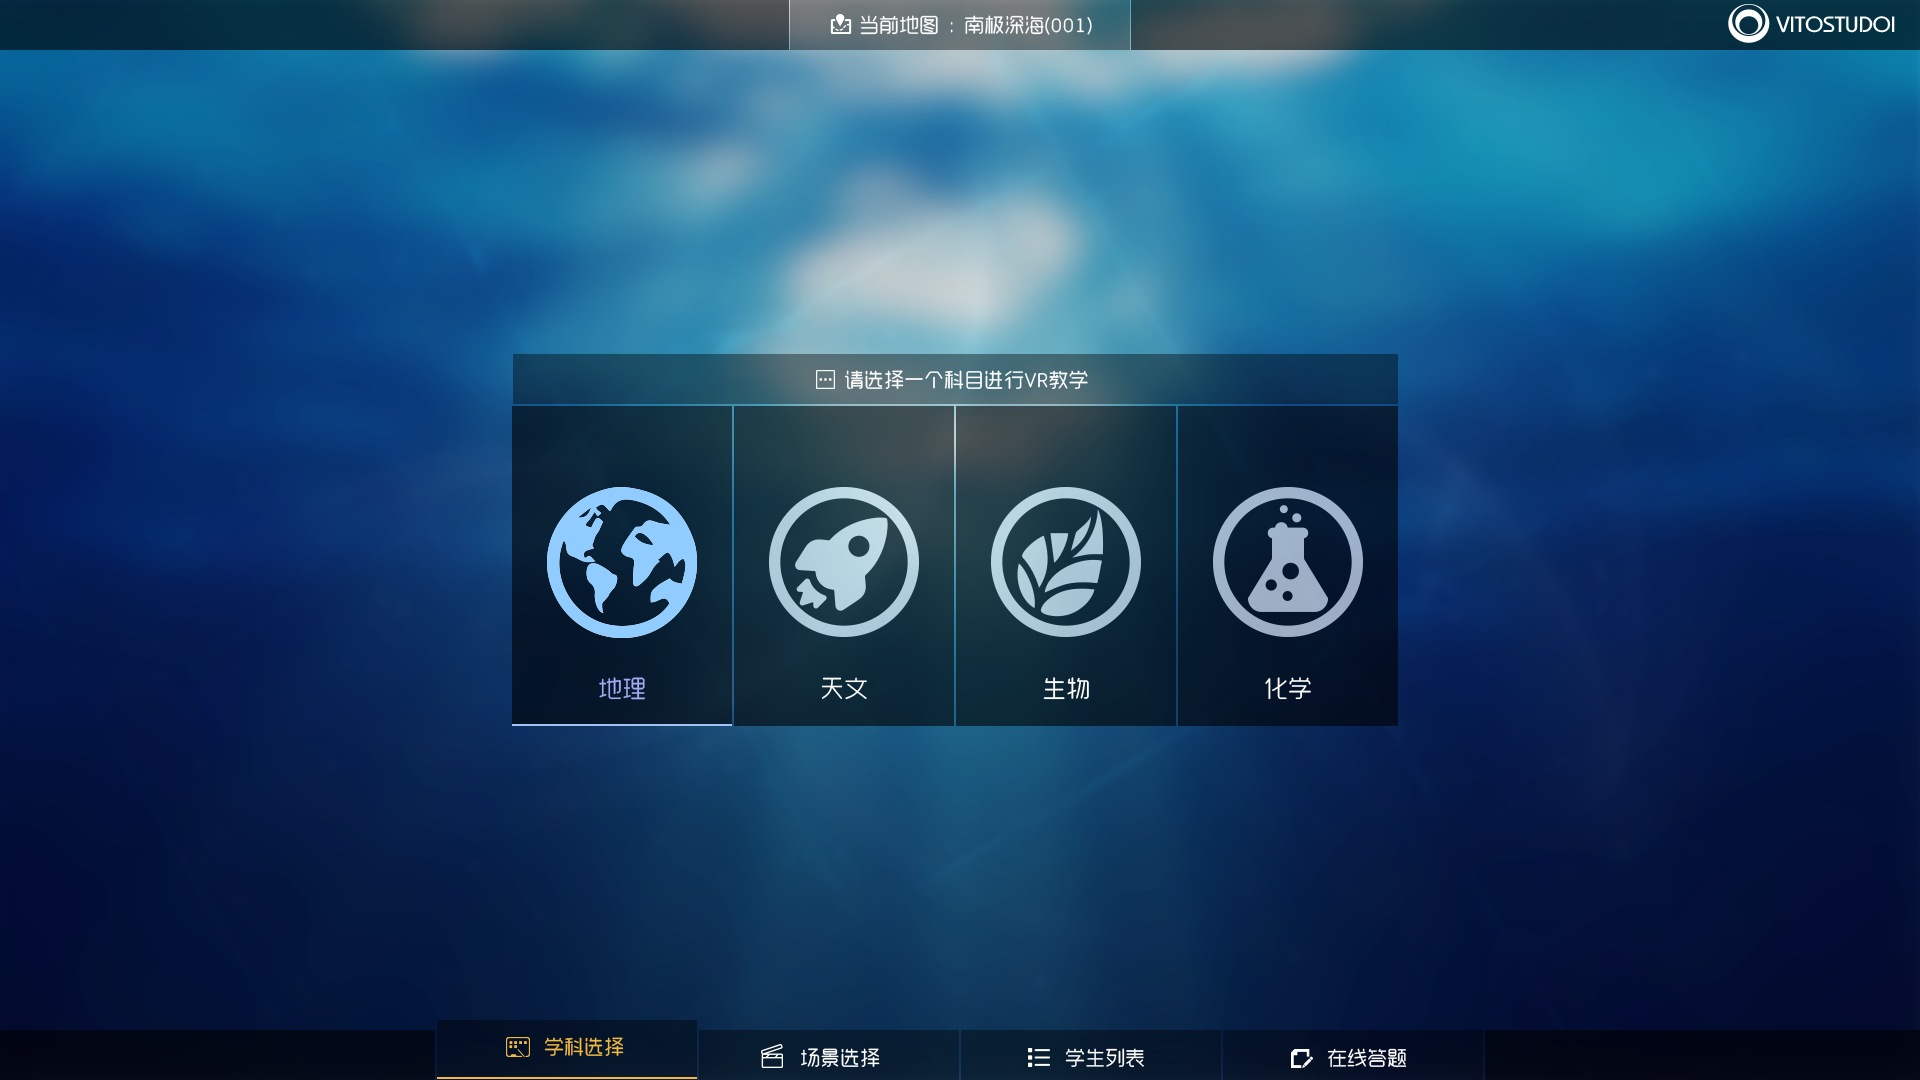 当前地图 : 南极深海(001)
VITOSTUDOI
请选择一个科目进行VR教学
地理
天文
生物
化学
学科选择
场景选择
学生列表
在线答题